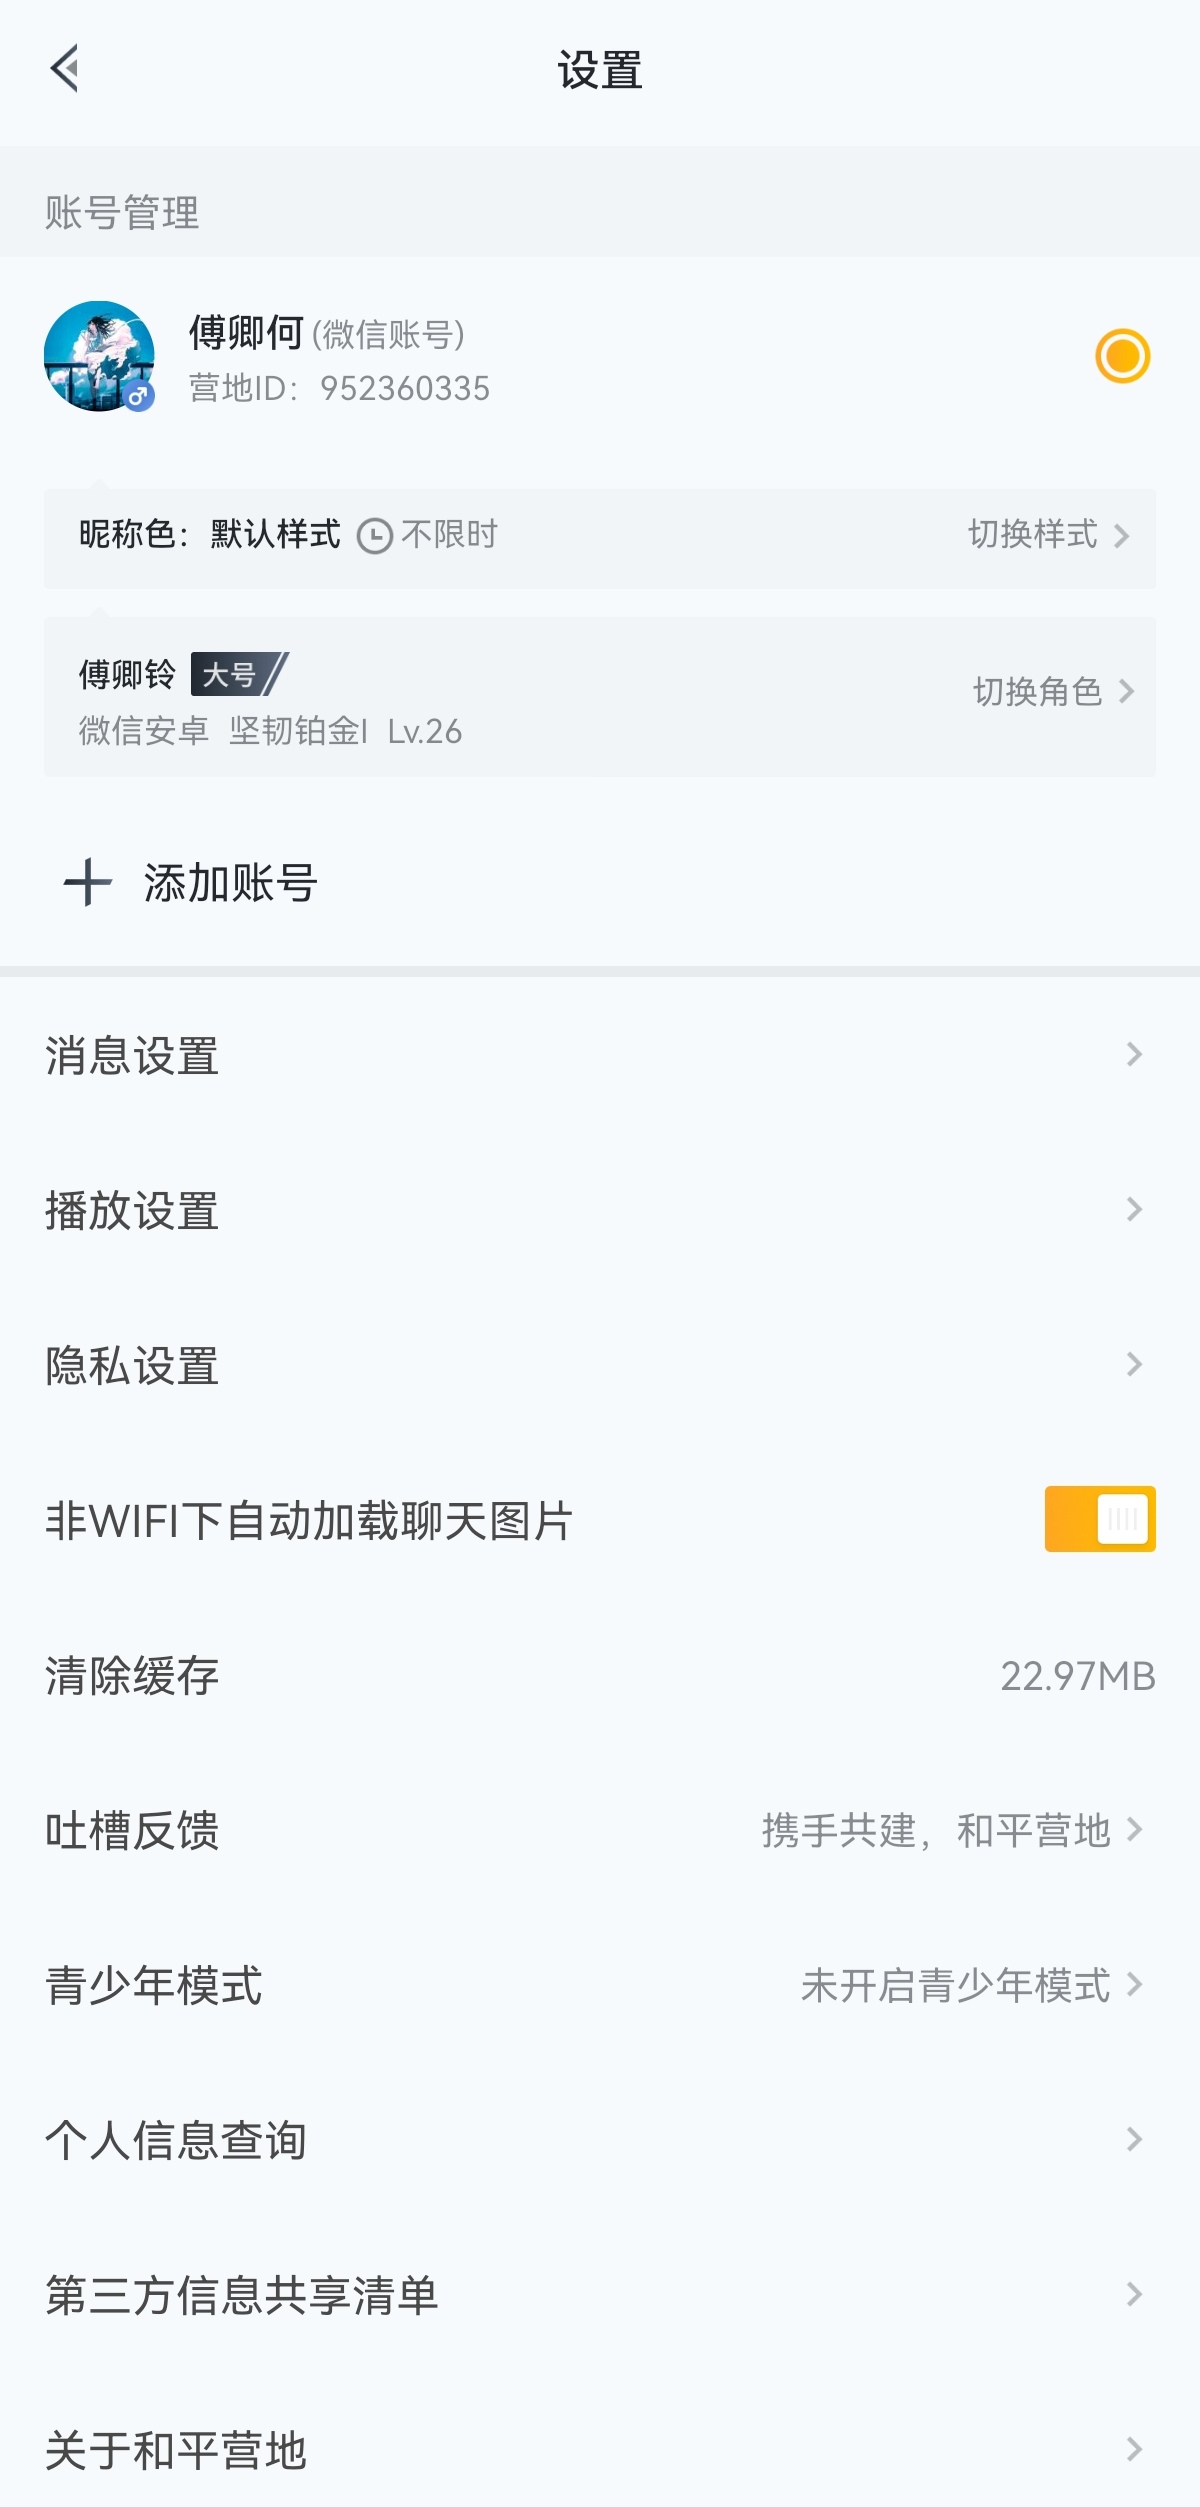 设置
账号管理
傅卿何(微信账号)
营地ID：952360335
昵称色：默认样式 不限时 切换样式
傅卿铃 大号
切换角色
微信安卓 坚韧铂金I Lv.26
添加账号
消息设置
播放设置
隐私设置
非WIFI下自动加载聊天图片
清除缓存 22.97MB
吐槽反馈 携手共建，和平营地
青少年模式 未开启青少年模式
个人信息查询
第三方信息共享清单
关于和平营地